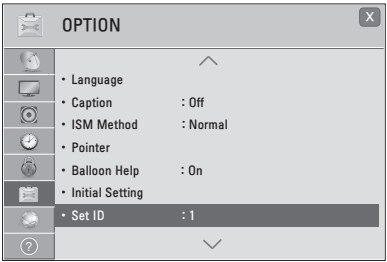 OPTION X
• Language
• Caption : Off
• ISM Method : Normal
• Pointer
• Balloon Help : On
• Initial Setting
• Set ID : 1
?